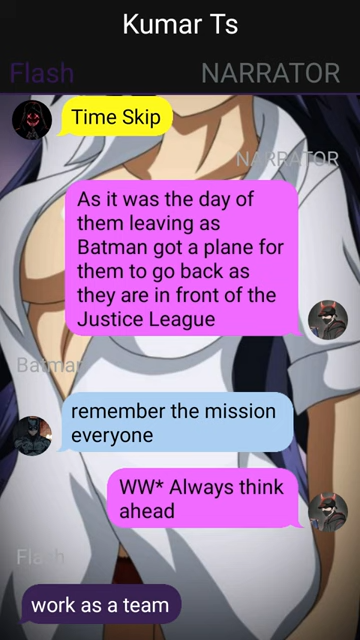 Kumar Ts
Flash NARRATOR
Time Skip
NARRATOR
As it was the day of
them leaving as
Batman got a plane for
them to go back as
they are in front of the
Justice League
Batman
remember the mission
everyone
WW* Always think
ahead
Flash
work as a team